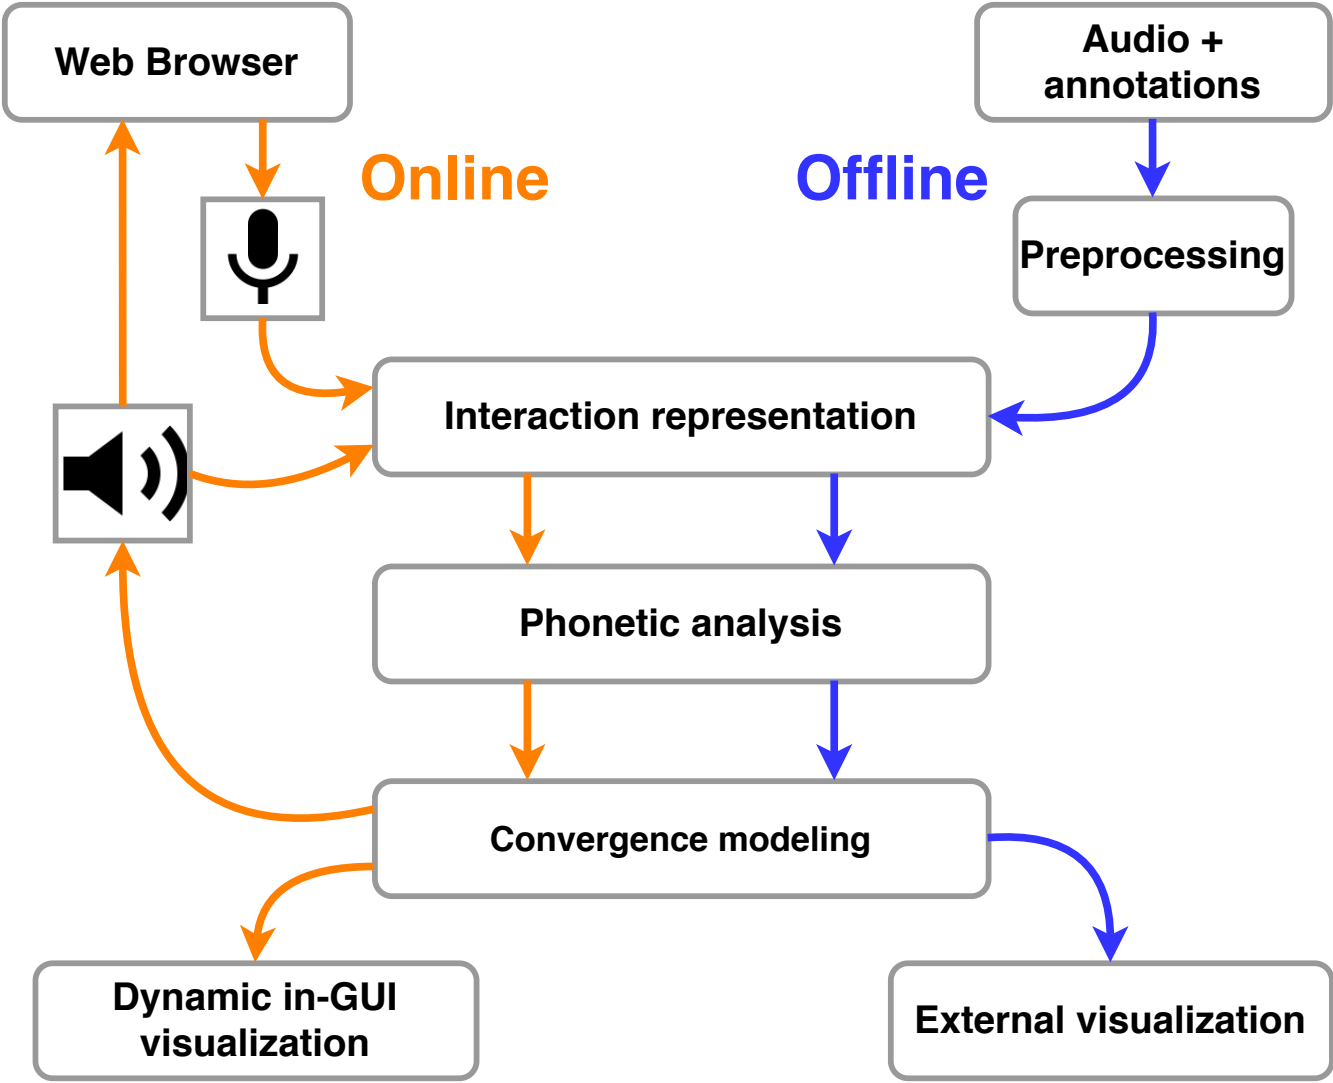 Web Browser
Audio +
annotations
Online
Offline
Preprocessing
Interaction representation
Phonetic analysis
Convergence modeling
Dynamic in-GUI
visualization
External visualization